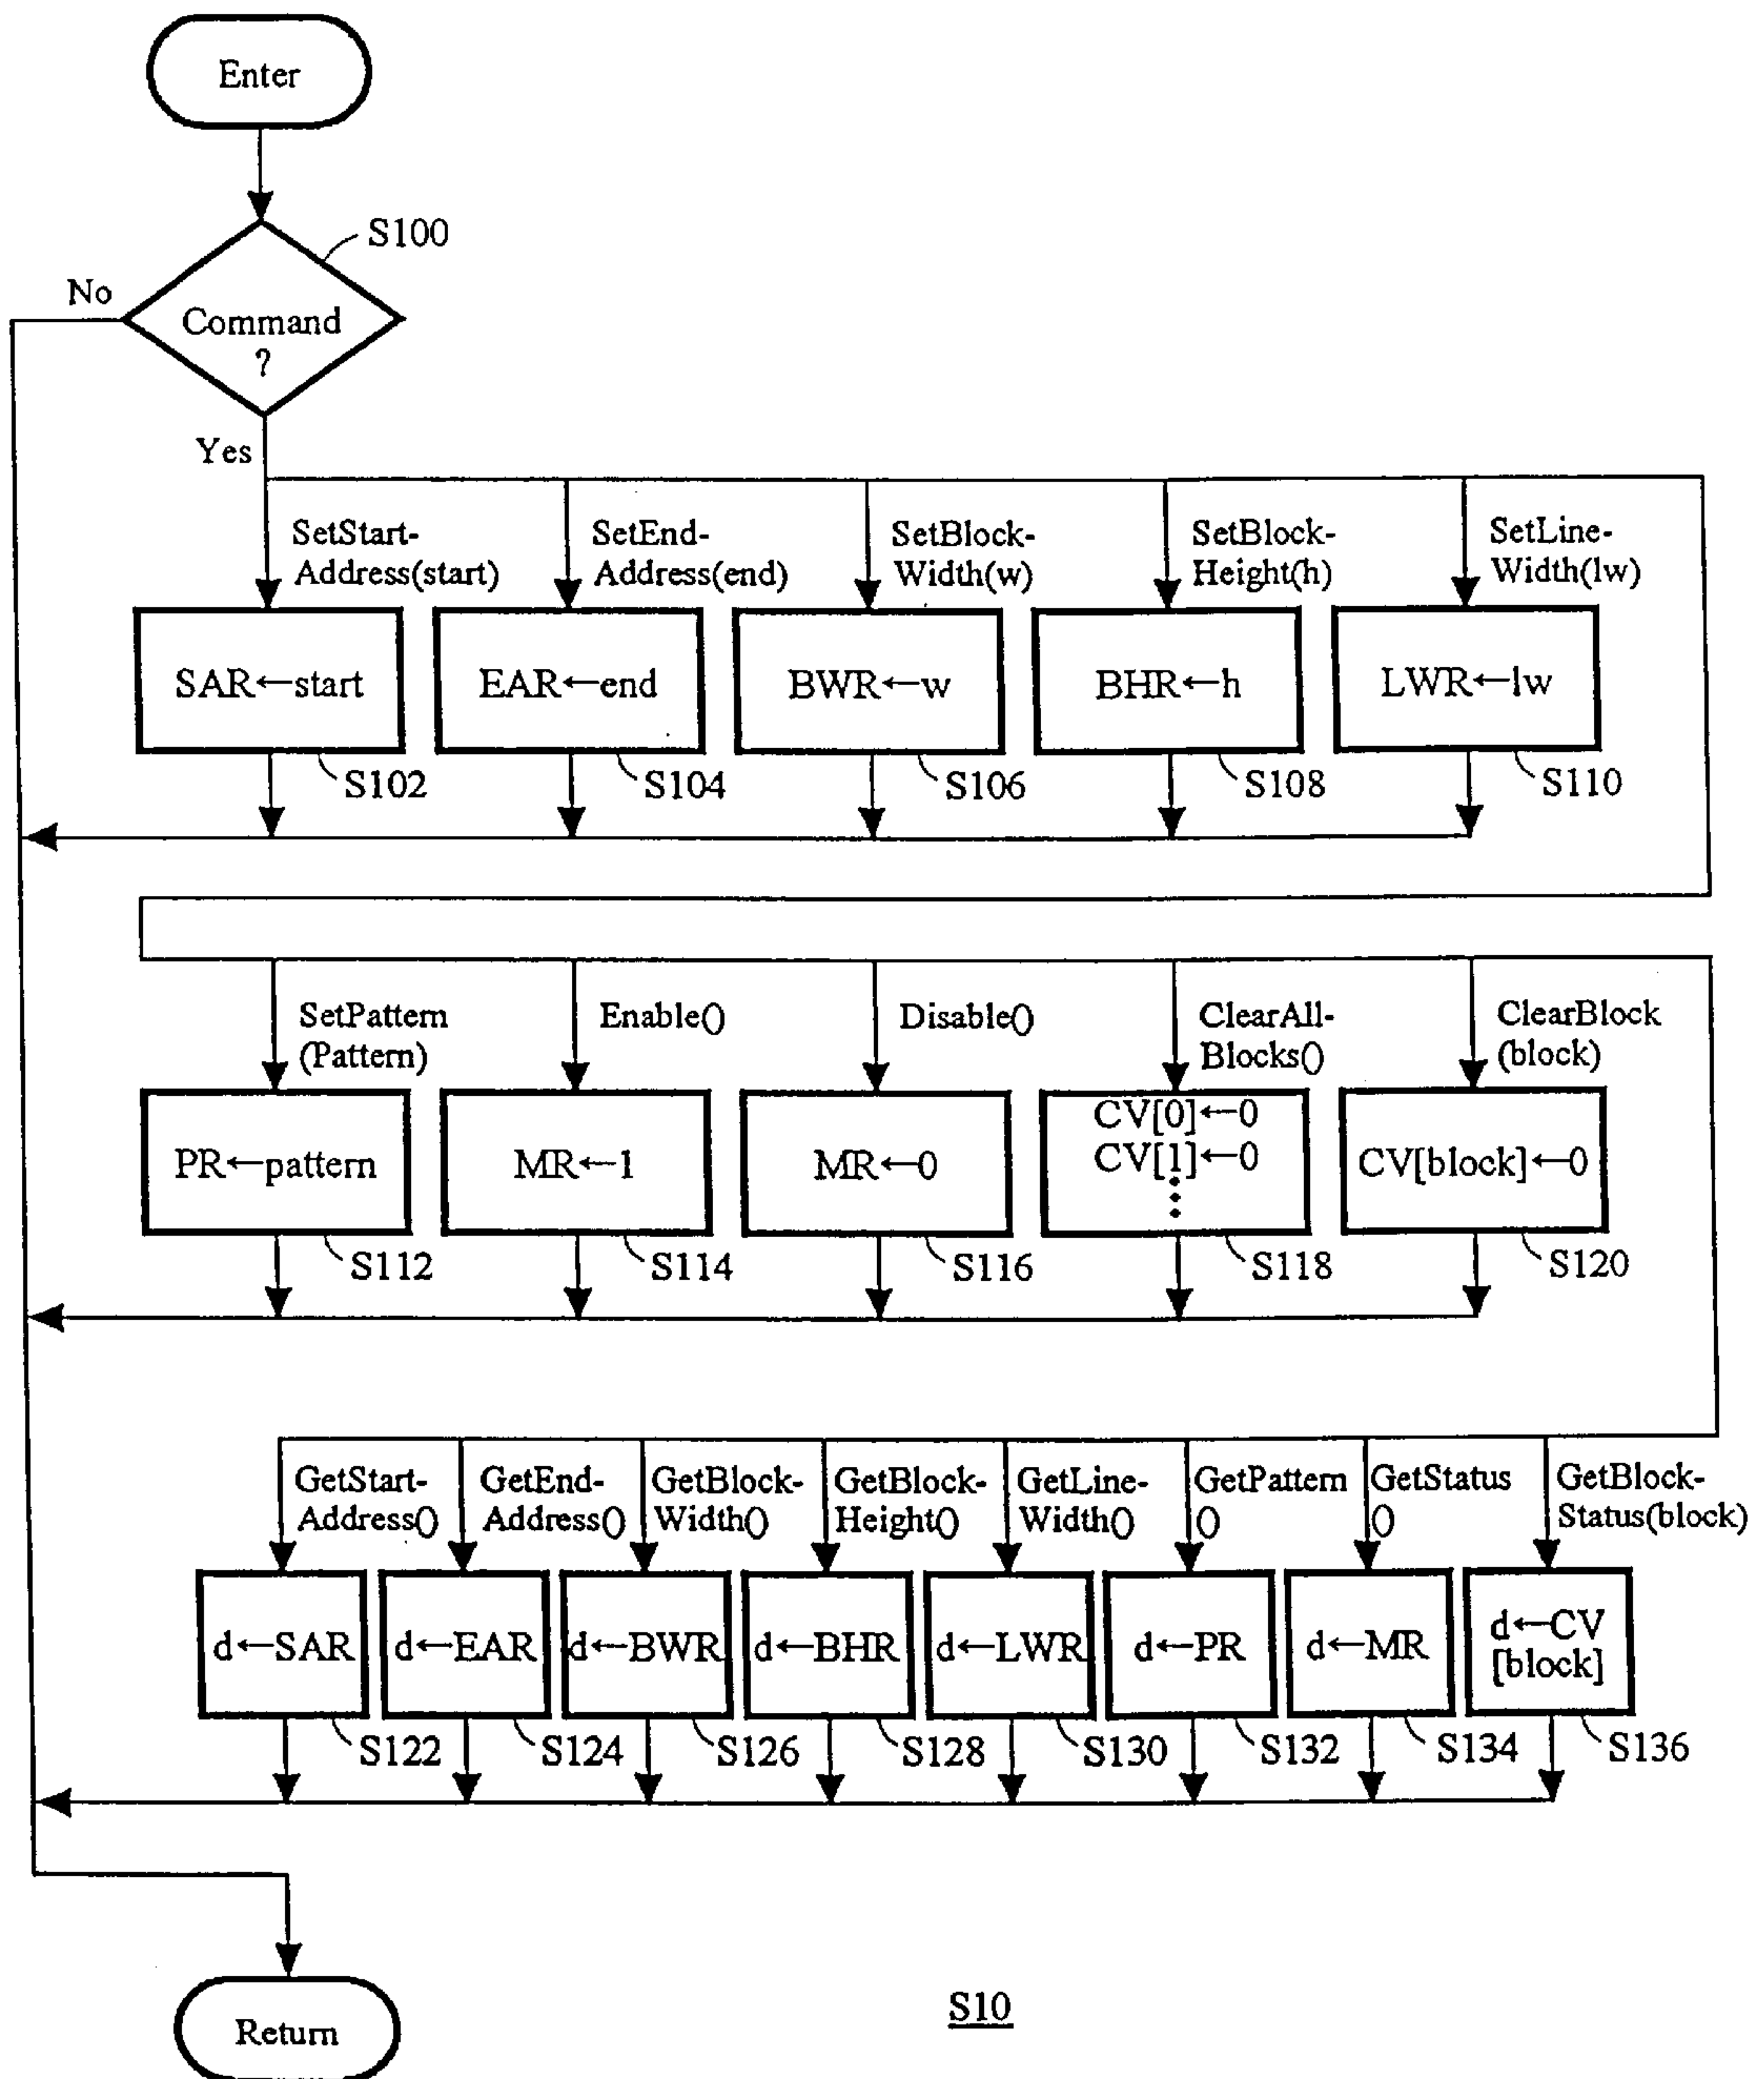 Enter
S100
No
Command
?
Yes
SetStart-
Address(start)
SetEnd-
Address(end)
SetBlock-
Width(w)
SetBlock-
Height(h)
SetLine-
Width(lw)
SAR←start
EAR←end
BWR←w
BHR←h
LWR←lw
S102
S104
S106
S108
S110
SetPattern
(Pattern)
Enable()
Disable()
ClearAll-
Blocks()
ClearBlock
(block)
PR←pattern
MR←1
MR←0
CV[0]←0
CV[1]←0
CV[block]←0
S112
S114
S116
S118
S120
GetStart-
Address()
GetEnd-
Address()
GetBlock-
Width()
GetBlock-
Height()
GetLine-
Width()
GetPattern
()
GetStatus
()
GetBlock-
Status(block)
d←SAR
d←EAR
d←BWR
d←BHR
d←LWR
d←PR
d←MR
d←CV
[block]
S122
S124
S126
S128
S130
S132
S134
S136
Return
S10